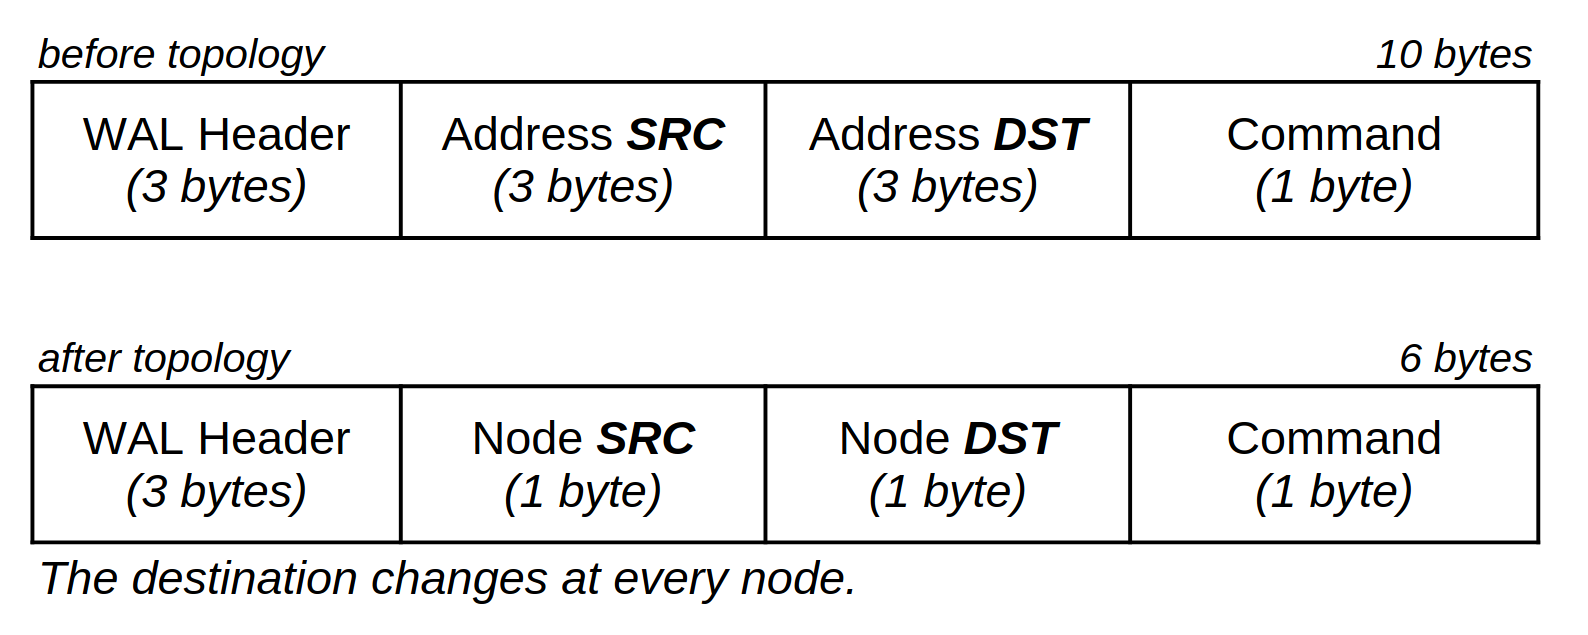 before topology
10 bytes
WAL Header
(3 bytes)
Address SRC
(3 bytes)
Address DST
(3 bytes)
Command
(1 byte)
after topology
6 bytes
WAL Header
(3 bytes)
Node SRC
(1 byte)
Node DST
(1 byte)
Command
(1 byte)
The destination changes at every node.